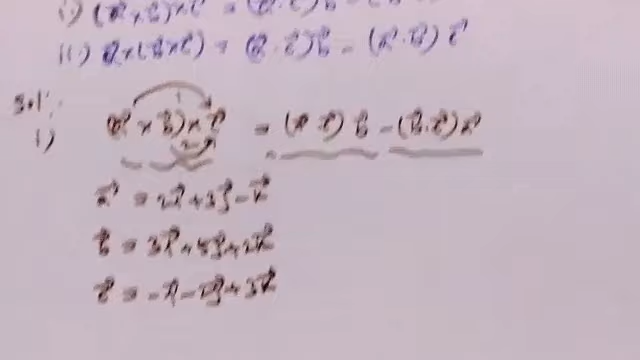 i) (a⃗ × b⃗) × c⃗ = (a⃗ · c⃗) b⃗ -
ii) a⃗ × (b⃗ × c⃗) = (a⃗ · c⃗) b⃗ - (a⃗ · b⃗) c⃗
Sol:
i) (a⃗ × b⃗) × c⃗ = (a⃗ · c⃗) b⃗ - (b⃗ · c⃗) a⃗
a⃗ = 2i⃗ + 3j⃗ - k⃗
b⃗ = 3i⃗ + 5j⃗ + 2k⃗
c⃗ = -i⃗ - 2j⃗ + 3k⃗